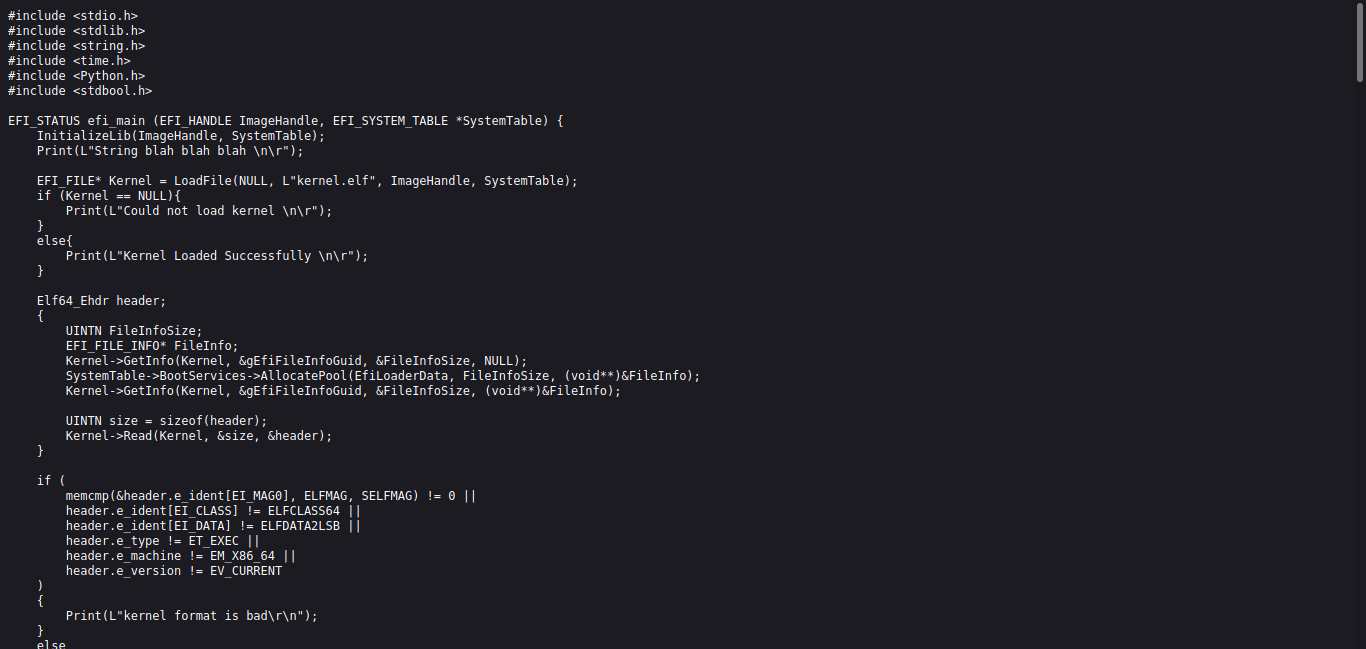 #include <stdio.h>
#include <stdlib.h>
#include <string.h>
#include <time.h>
#include <Python.h>
#include <stdbool.h>

EFI_STATUS efi_main (EFI_HANDLE ImageHandle, EFI_SYSTEM_TABLE *SystemTable) {
    InitializeLib(ImageHandle, SystemTable);
    Print(L"String blah blah blah \n\r");

    EFI_FILE* Kernel = LoadFile(NULL, L"kernel.elf", ImageHandle, SystemTable);
    if (Kernel == NULL){
        Print(L"Could not load kernel \n\r");
    }
    else{
        Print(L"Kernel Loaded Successfully \n\r");
    }

    Elf64_Ehdr header;
    {
        UINTN FileInfoSize;
        EFI_FILE_INFO* FileInfo;
        Kernel->GetInfo(Kernel, &gEfiFileInfoGuid, &FileInfoSize, NULL);
        SystemTable->BootServices->AllocatePool(EfiLoaderData, FileInfoSize, (void**)&FileInfo);
        Kernel->GetInfo(Kernel, &gEfiFileInfoGuid, &FileInfoSize, (void**)&FileInfo);

        UINTN size = sizeof(header);
        Kernel->Read(Kernel, &size, &header);
    }

    if (
        memcmp(&header.e_ident[EI_MAG0], ELFMAG, SELFMAG) != 0 ||
        header.e_ident[EI_CLASS] != ELFCLASS64 ||
        header.e_ident[EI_DATA] != ELFDATA2LSB ||
        header.e_type != ET_EXEC ||
        header.e_machine != EM_X86_64 ||
        header.e_version != EV_CURRENT
    )
    {
        Print(L"kernel format is bad\r\n");
    }
    else